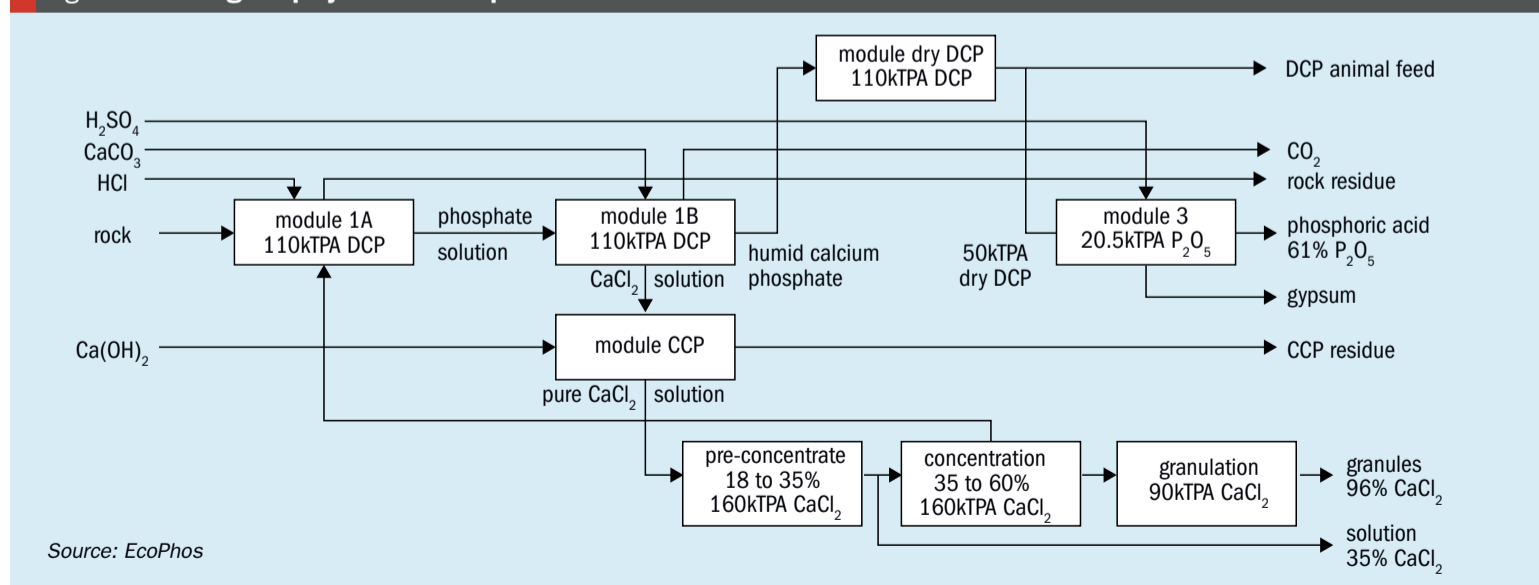 module dry DCP
110kTPA DCP
DCP animal feed
H₂SO₄
CaCO₃
HCl
rock
module 1A
110kTPA DCP
phosphate
solution
module 1B
110kTPA DCP
humid calcium
phosphate
50kTPA
dry DCP
module 3
20.5kTPA P₂O₅
CO₂
rock residue
phosphoric acid
61% P₂O₅
gypsum
CaCl₂ solution
Ca(OH)₂
module CCP
CCP residue
pure CaCl₂ solution
pre-concentrate
18 to 35%
160kTPA CaCl₂
concentration
35 to 60%
160kTPA CaCl₂
granulation
90kTPA CaCl₂
granules
96% CaCl₂
solution
35% CaCl₂
Source: EcoPhos